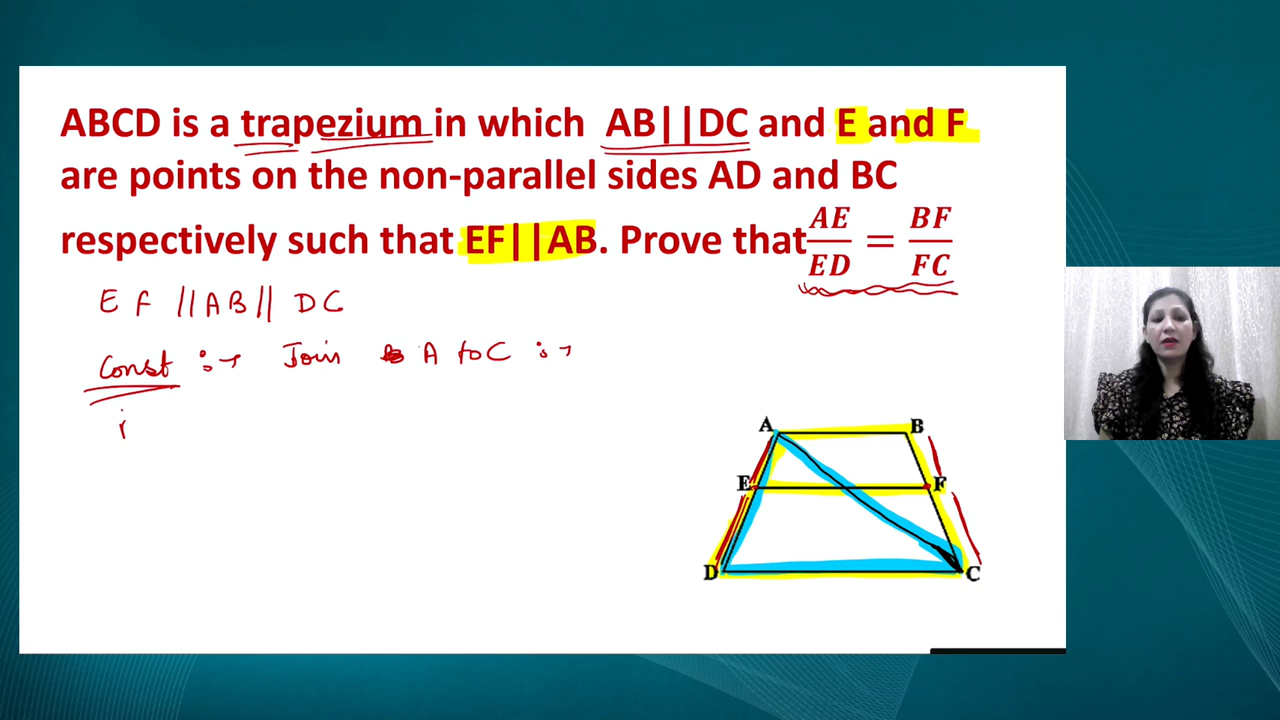 ABCD is a trapezium in which AB||DC and E and F
are points on the non-parallel sides AD and BC
respectively such that EF||AB. Prove that AE/ED = BF/FC
EF ||AB|| DC
Const :→ Join A to C :→
i
A B
E F
D C